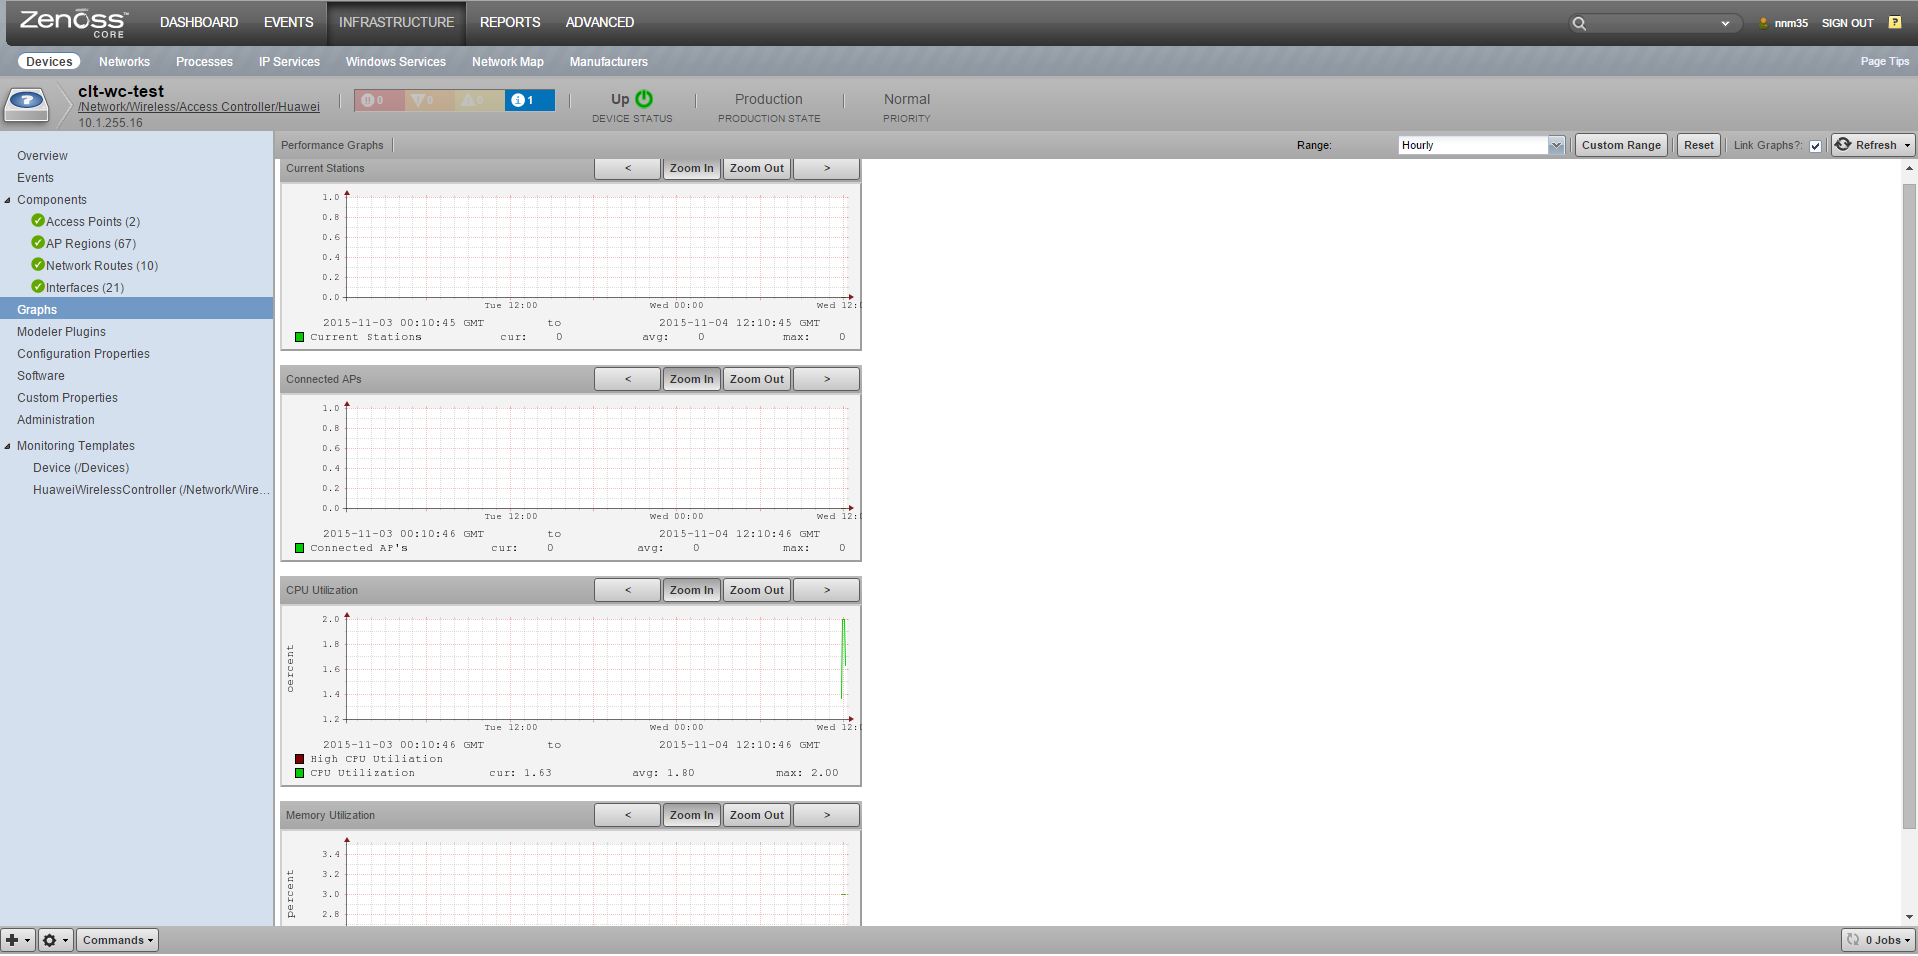 Zenoss CORE DASHBOARD EVENTS INFRASTRUCTURE REPORTS ADVANCED nnm35 SIGN OUT ?
Devices Networks Processes IP Services Windows Services Network Map Manufacturers Page Tips
clt-wc-test
/Network/Wireless/Access Controller/Huawei
10.1.255.16
0 0 0 1
Up
DEVICE STATUS
Production
PRODUCTION STATE
Normal
PRIORITY
Overview
Events
Components
Access Points (2)
AP Regions (67)
Network Routes (10)
Interfaces (21)
Graphs
Modeler Plugins
Configuration Properties
Software
Custom Properties
Administration
Monitoring Templates
Device (/Devices)
HuaweiWirelessController (/Network/Wire...
Performance Graphs Range: Hourly Custom Range Reset Link Graphs?: Refresh
Current Stations < Zoom In Zoom Out >
1.0
0.8
0.6
0.4
0.2
0.0
Tue 12:00 Wed 00:00 Wed 12:
2015-11-03 00:10:45 GMT to 2015-11-04 12:10:45 GMT
Current Stations cur: 0 avg: 0 max: 0
Connected APs < Zoom In Zoom Out >
1.0
0.8
0.6
0.4
0.2
0.0
Tue 12:00 Wed 00:00 Wed 12:
2015-11-03 00:10:46 GMT to 2015-11-04 12:10:46 GMT
Connected AP's cur: 0 avg: 0 max: 0
CPU Utilization < Zoom In Zoom Out >
percent
2.0
1.8
1.6
1.4
1.2
Tue 12:00 Wed 00:00 Wed 12:
2015-11-03 00:10:46 GMT to 2015-11-04 12:10:46 GMT
High CPU Utiliation
CPU Utilization cur: 1.63 avg: 1.80 max: 2.00
Memory Utilization < Zoom In Zoom Out >
percent
3.4
3.2
3.0
2.8
Commands 0 Jobs